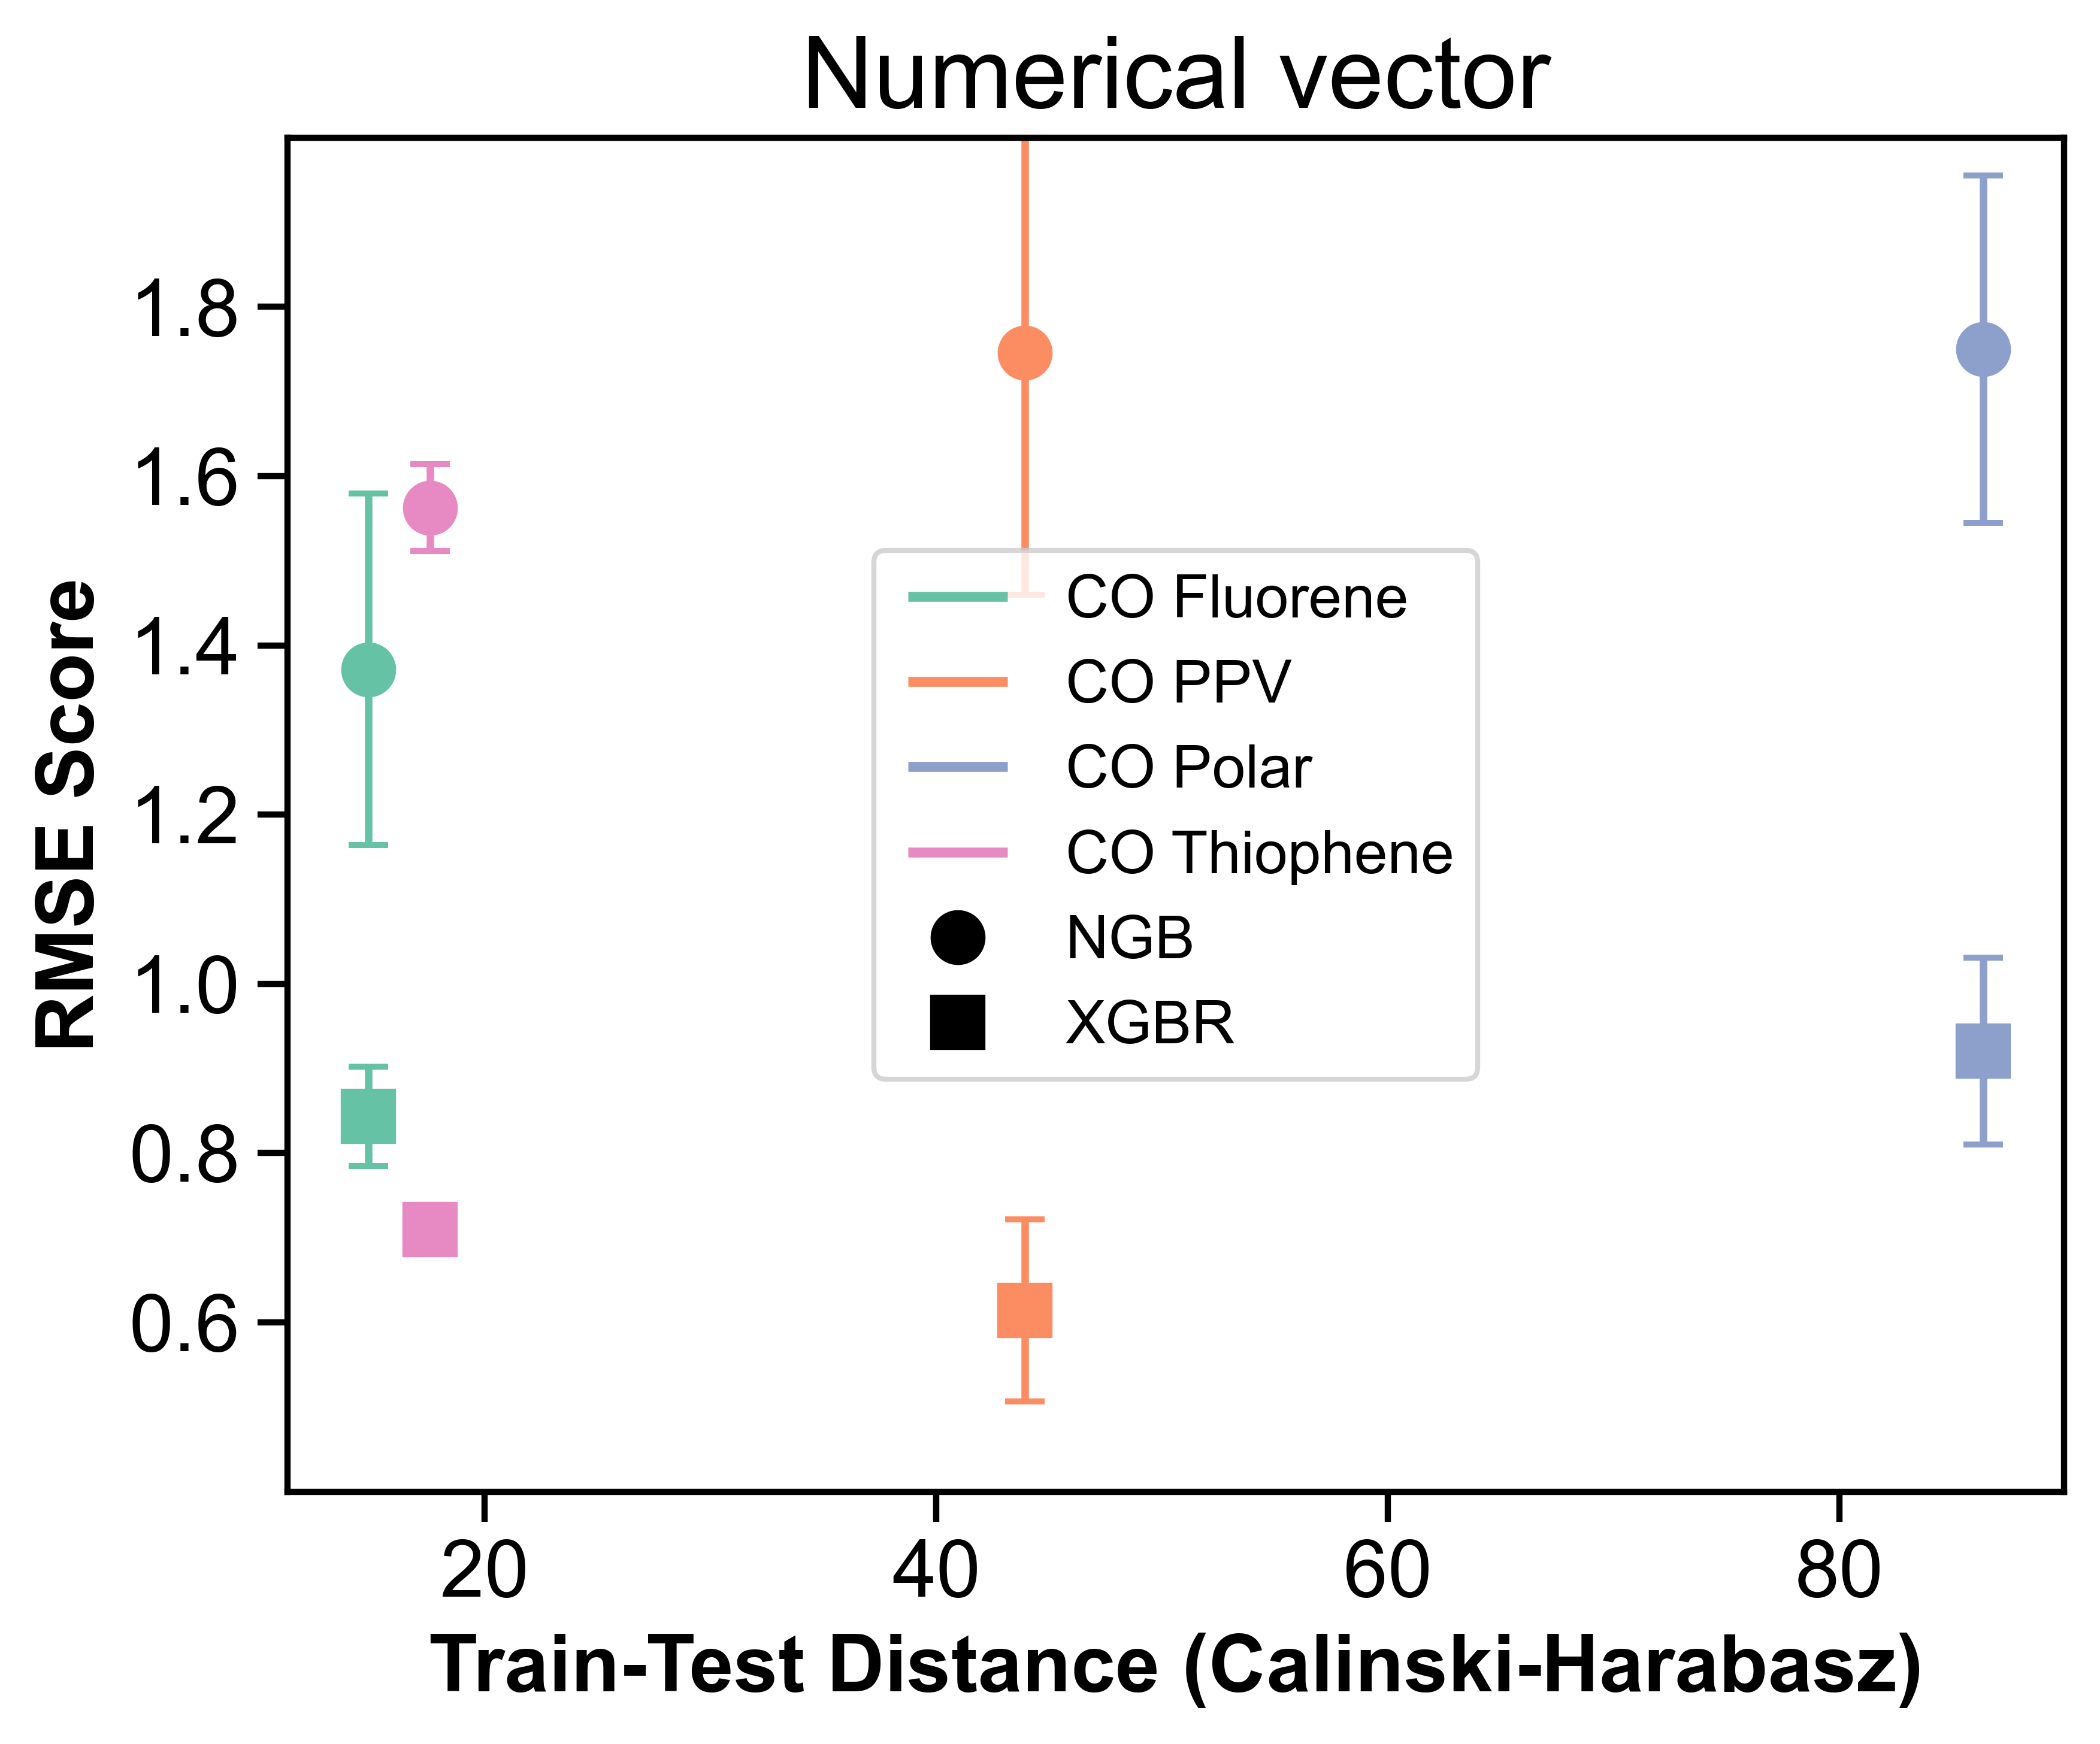 Numerical vector
RMSE Score
1.8
1.6
1.4
1.2
1.0
0.8
0.6
CO Fluorene
CO PPV
CO Polar
CO Thiophene
NGB
XGBR
20 40 60 80
Train-Test Distance (Calinski-Harabasz)